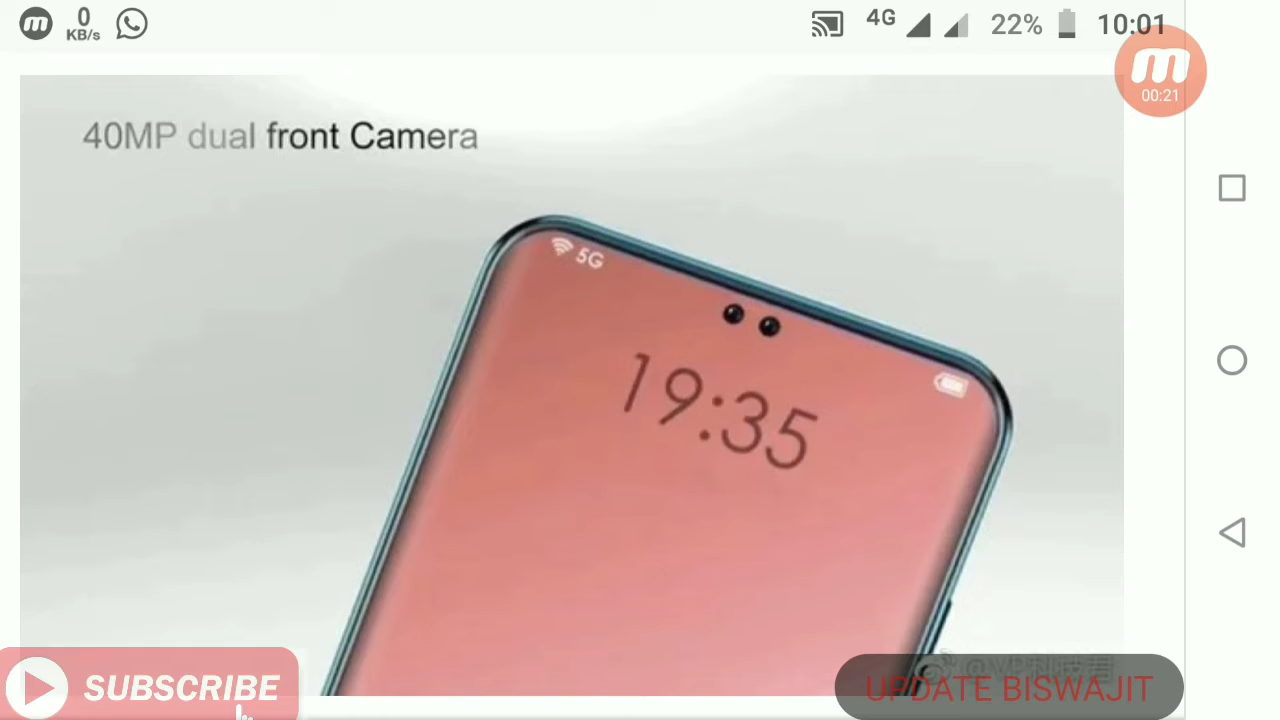 0
KB/s
4G
22%
10:01
00:21
40MP dual front Camera
5G
19:35
SUBSCRIBE
UPDATE BISWAJIT